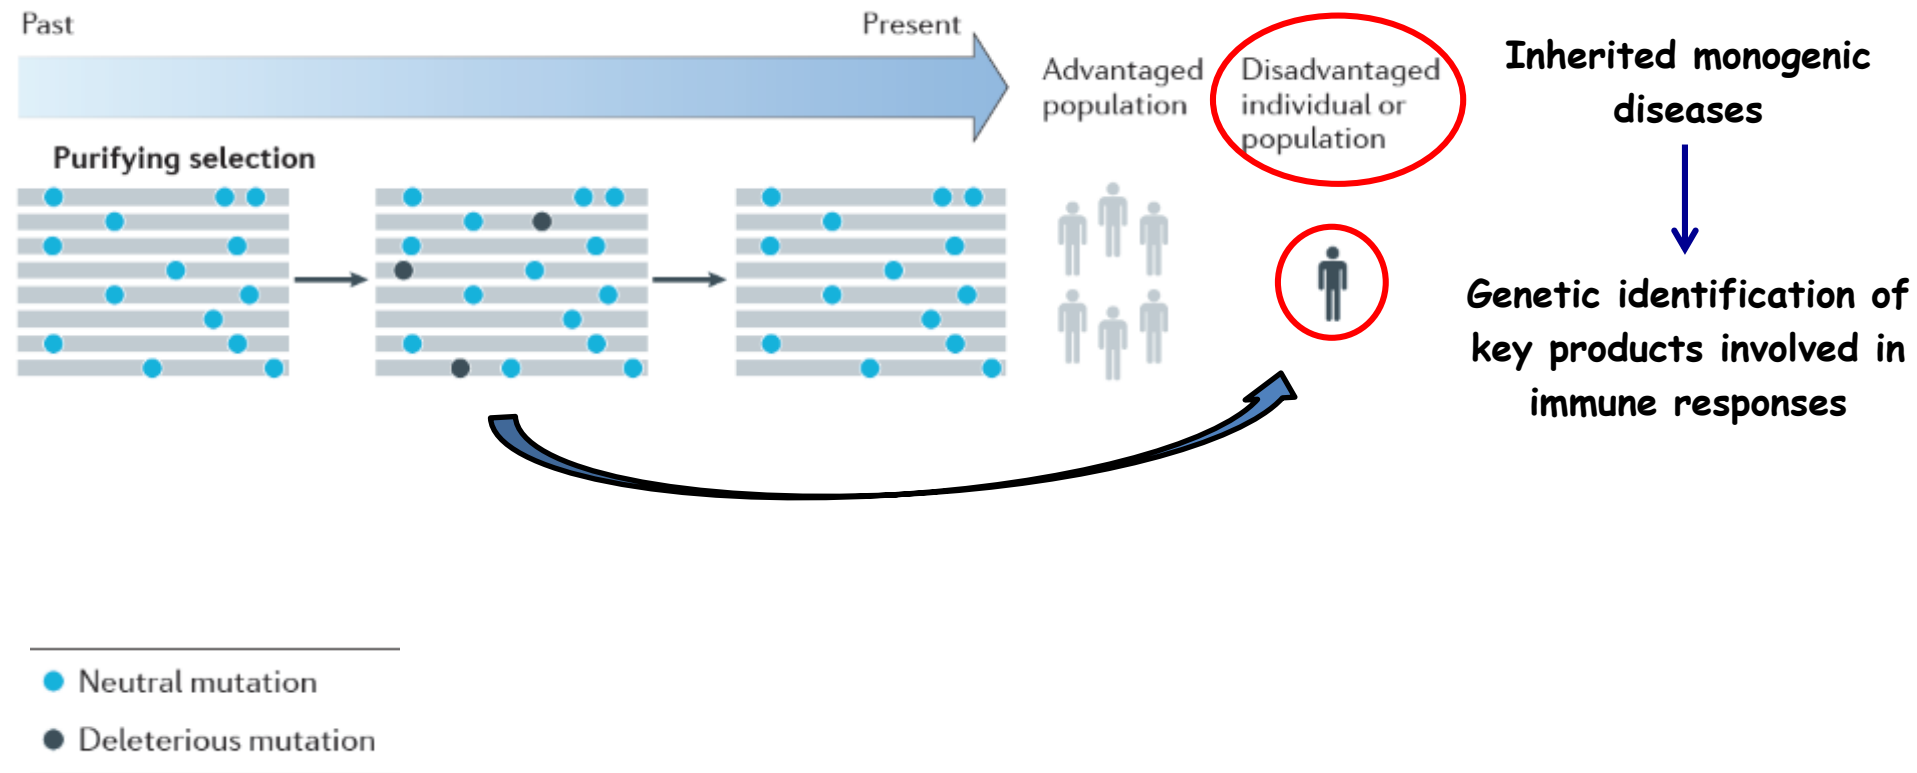 Past
Present
Advantaged
population
Disadvantaged
individual or
population
Inherited monogenic
diseases
Purifying selection
Genetic identification of
key products involved in
immune responses
Neutral mutation
Deleterious mutation